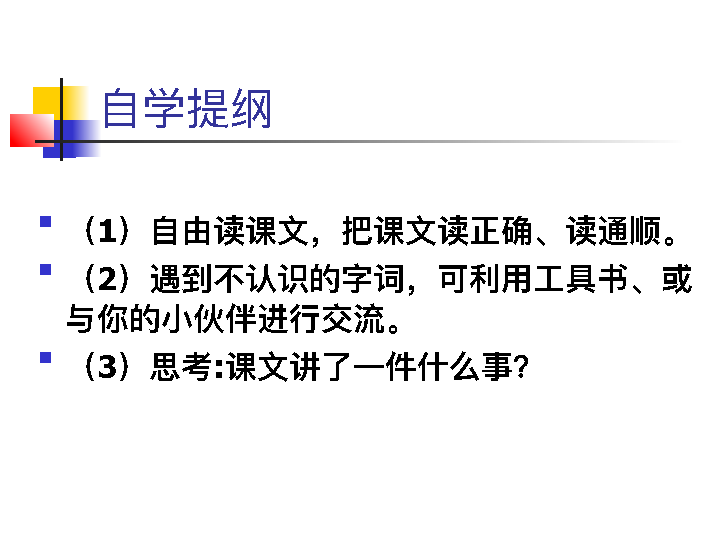 自学提纲
（1）自由读课文，把课文读正确、读通顺。
（2）遇到不认识的字词，可利用工具书、或
与你的小伙伴进行交流。
（3）思考:课文讲了一件什么事?